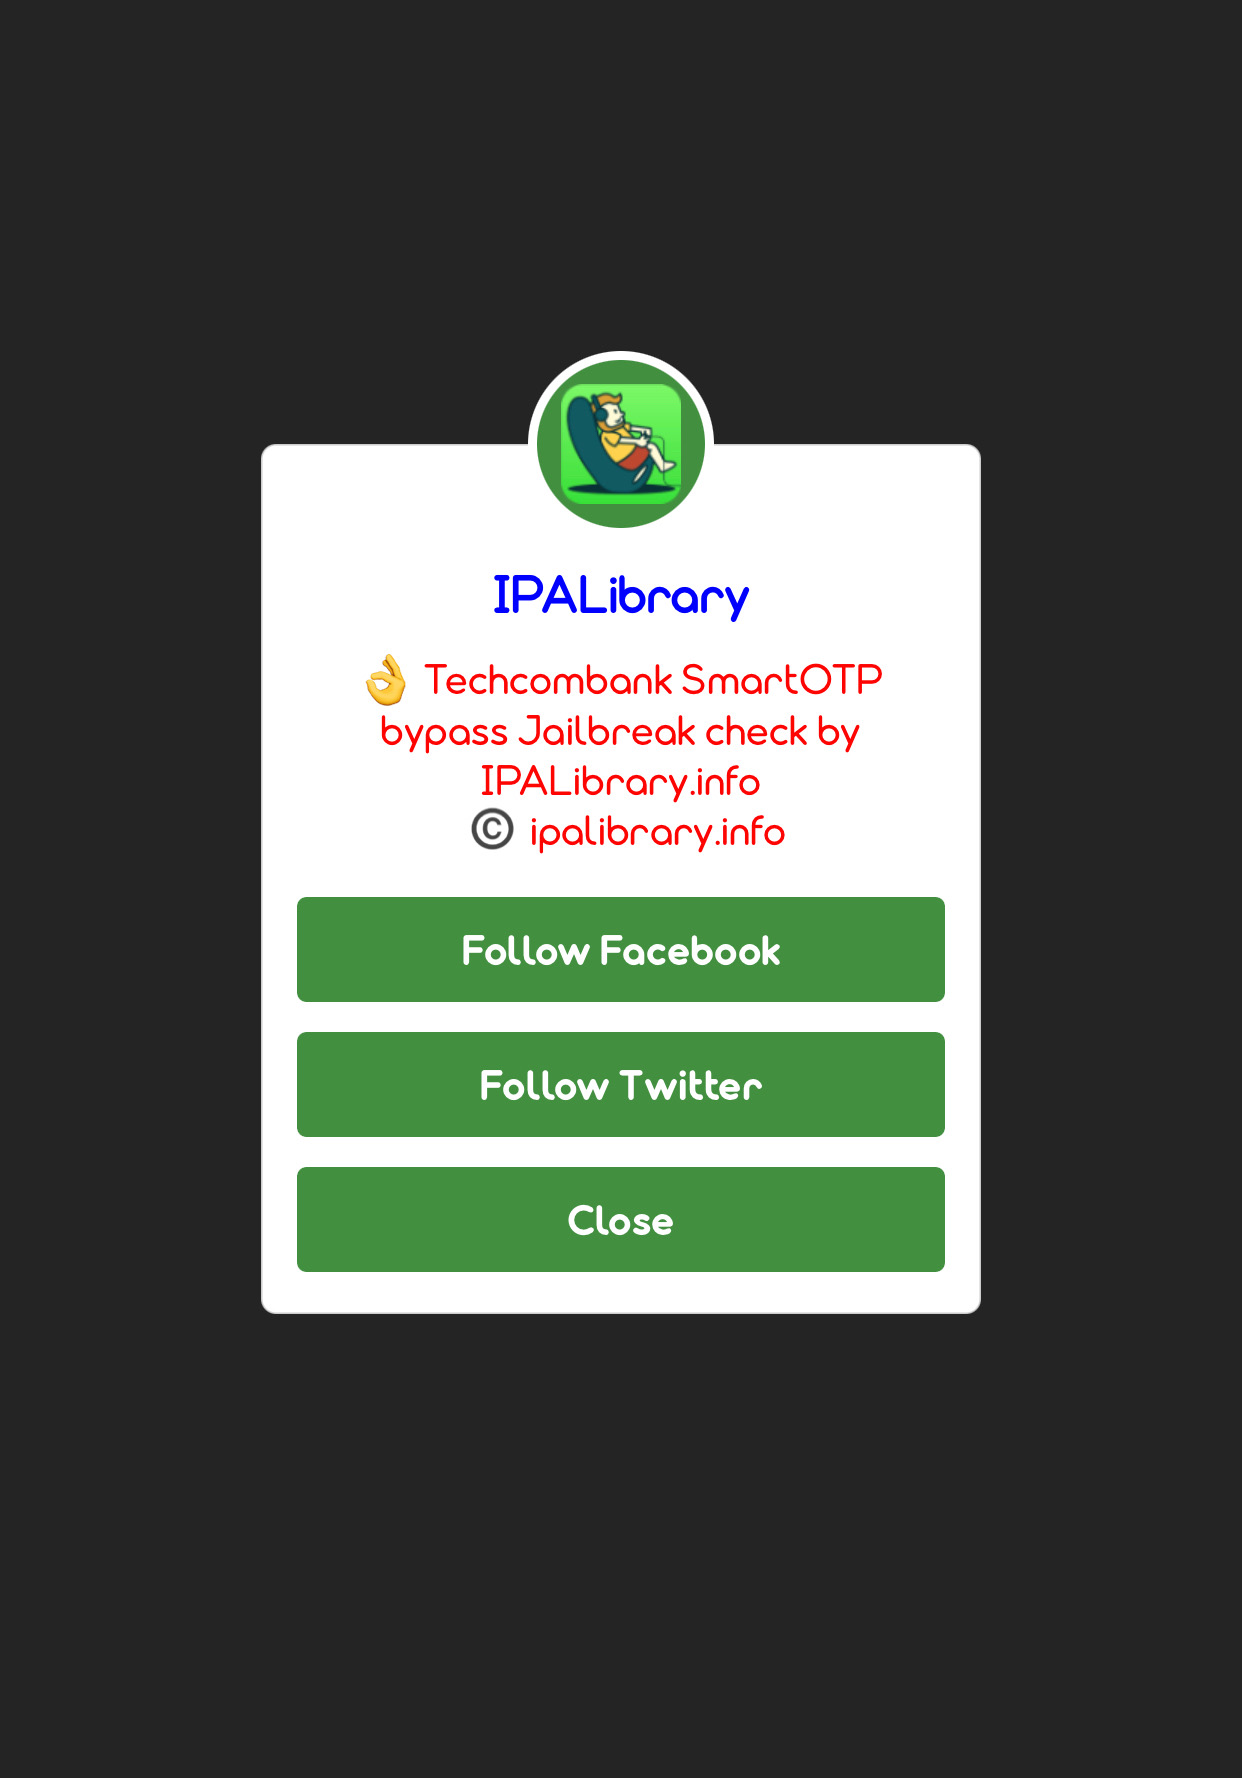 IPALibrary
👌 Techcombank SmartOTP
bypass Jailbreak check by
IPALibrary.info
© ipalibrary.info
Follow Facebook
Follow Twitter
Close